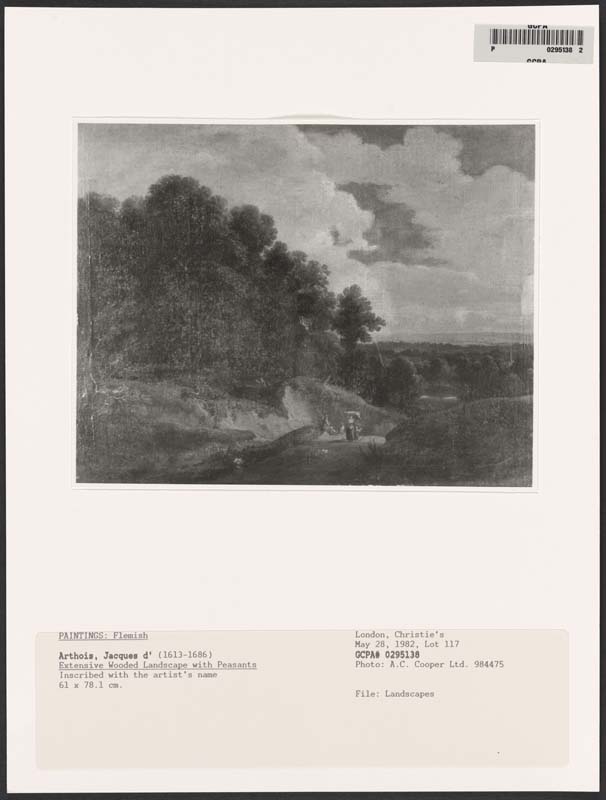 GCPA
P 0295138 2
GCPA
PAINTINGS: Flemish
Arthois, Jacques d' (1613-1686)
Extensive Wooded Landscape with Peasants
Inscribed with the artist's name
61 x 78.1 cm.
London, Christie's
May 28, 1982, Lot 117
GCPA# 0295138
Photo: A.C. Cooper Ltd. 984475
File: Landscapes